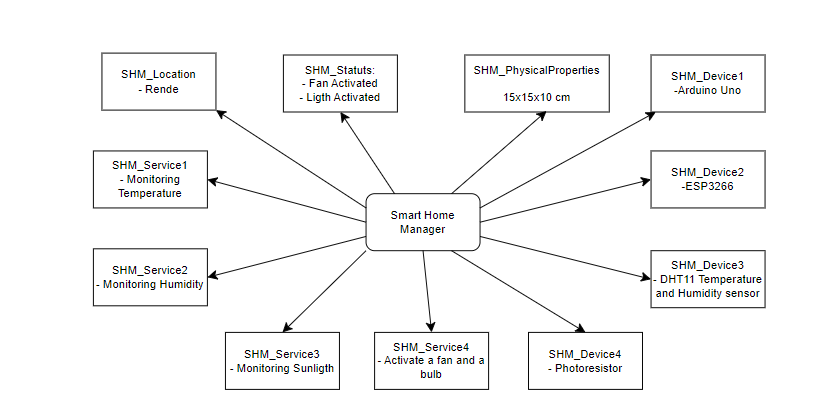 SHM_Location
- Rende
SHM_Statuts:
- Fan Activated
- Ligth Activated
SHM_PhysicalProperties
15x15x10 cm
SHM_Device1
-Arduino Uno
SHM_Service1
- Monitoring
Temperature
SHM_Device2
-ESP3266
Smart Home
Manager
SHM_Service2
- Monitoring Humidity
SHM_Device3
- DHT11 Temperature
and Humidity sensor
SHM_Service3
- Monitoring Sunligth
SHM_Service4
- Activate a fan and a
bulb
SHM_Device4
- Photoresistor